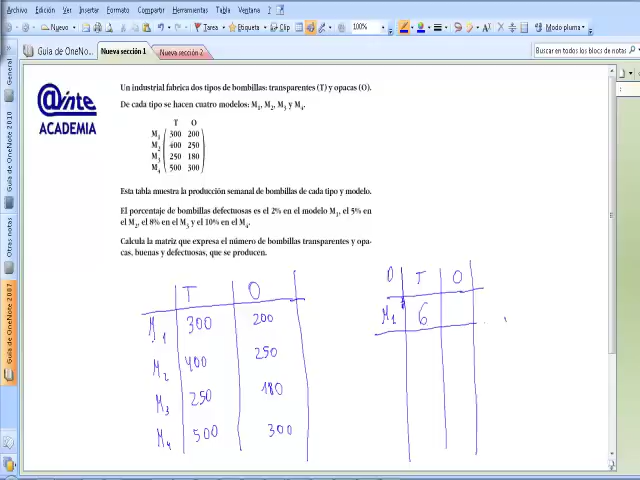 Archivo Edición Ver Insertar Formato Compartir Herramientas Tabla Ventana ?
Nuevo Tarea Etiqueta Clip 100% Modo pluma
Guía de OneNo... Nueva sección 1 Nueva sección 2 Buscar en todos los blocs de notas
General
Guía de OneNote 2010
Otras notas
Guía de OneNote 2007
@inte
ACADEMIA
Un industrial fabrica dos tipos de bombillas: transparentes (T) y opacas (O).
De cada tipo se hacen cuatro modelos: M1, M2, M3 y M4.
T O
M1 300 200
M2 400 250
M3 250 180
M4 500 300
Esta tabla muestra la producción semanal de bombillas de cada tipo y modelo.
El porcentaje de bombillas defectuosas es el 2% en el modelo M1, el 5% en
el M2, el 8% en el M3 y el 10% en el M4.
Calcula la matriz que expresa el número de bombillas transparentes y opa-
cas, buenas y defectuosas, que se producen.
T O
M1 300 200
M2 400 250
M3 250 180
M4 500 300
D T O
M1 6